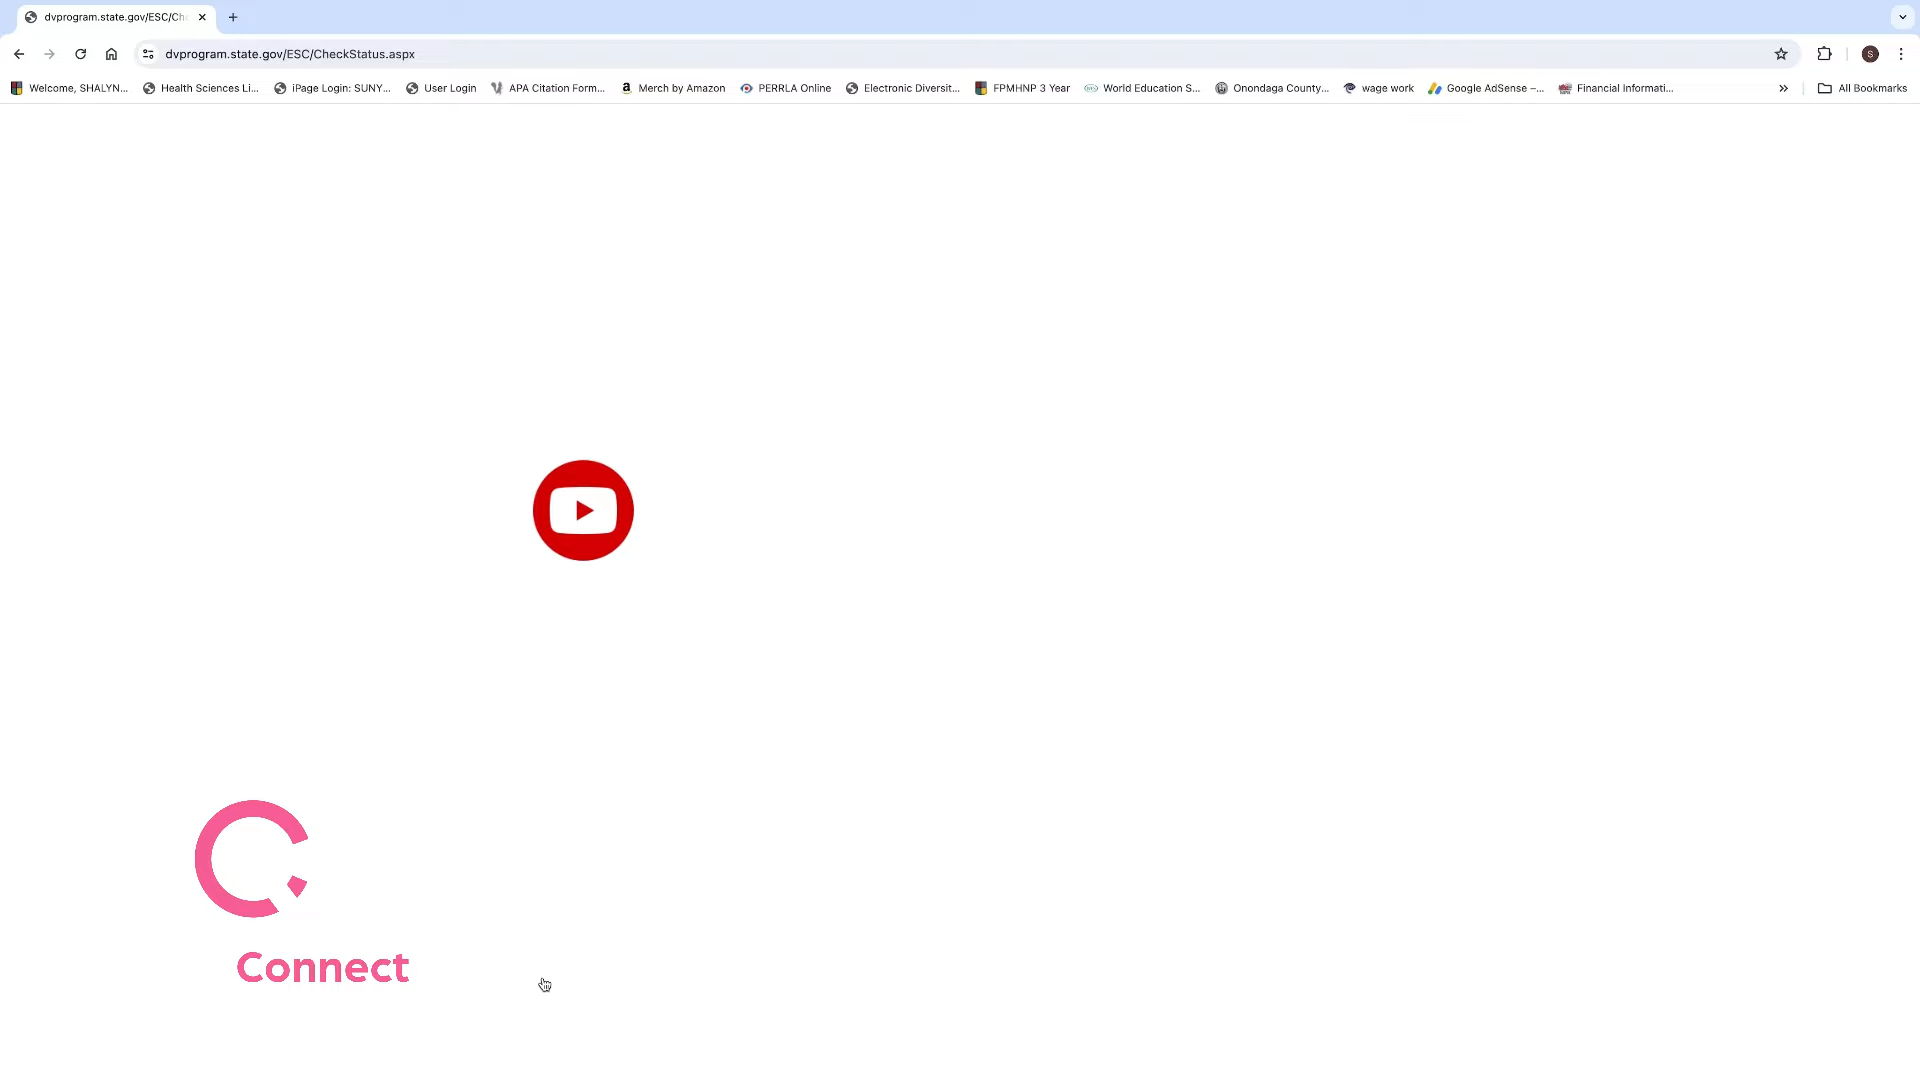 dvprogram.state.gov/ESC/Ch
dvprogram.state.gov/ESC/CheckStatus.aspx
S
Welcome, SHALYN... Health Sciences Li... iPage Login: SUNY... User Login APA Citation Form... Merch by Amazon PERRLA Online Electronic Diversit... FPMHNP 3 Year World Education S... Onondaga County... wage work Google AdSense –... Financial Informati... All Bookmarks
Connect